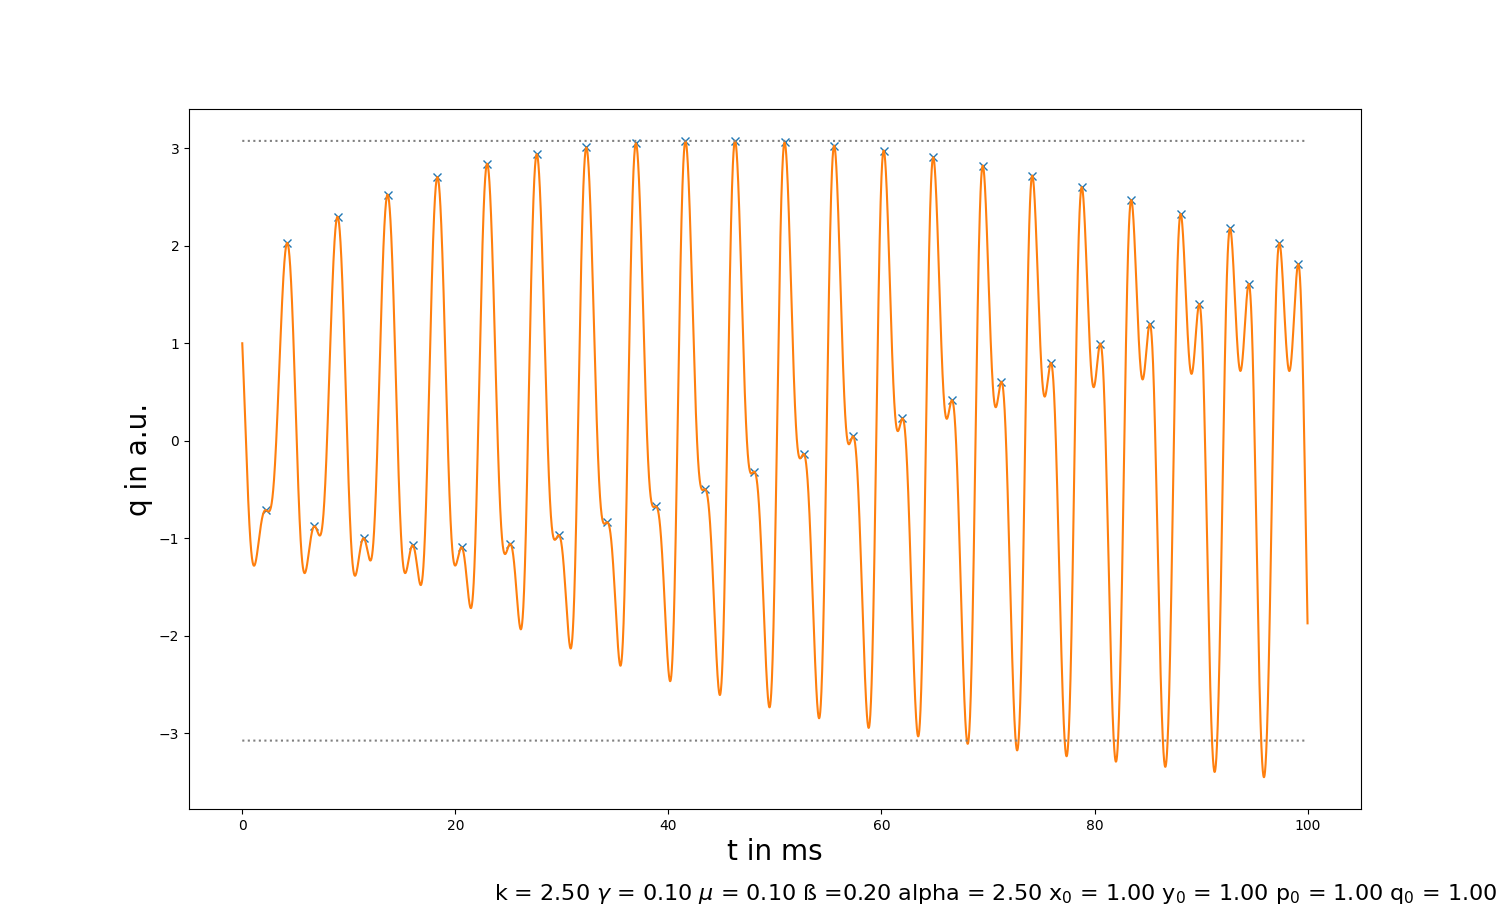 3
2
1
0
−1
−2
−3
q in a.u.
0 20 40 60 80 100
t in ms
k = 2.50 γ = 0.10 μ = 0.10 ß =0.20 alpha = 2.50 x₀ = 1.00 y₀ = 1.00 p₀ = 1.00 q₀ = 1.00